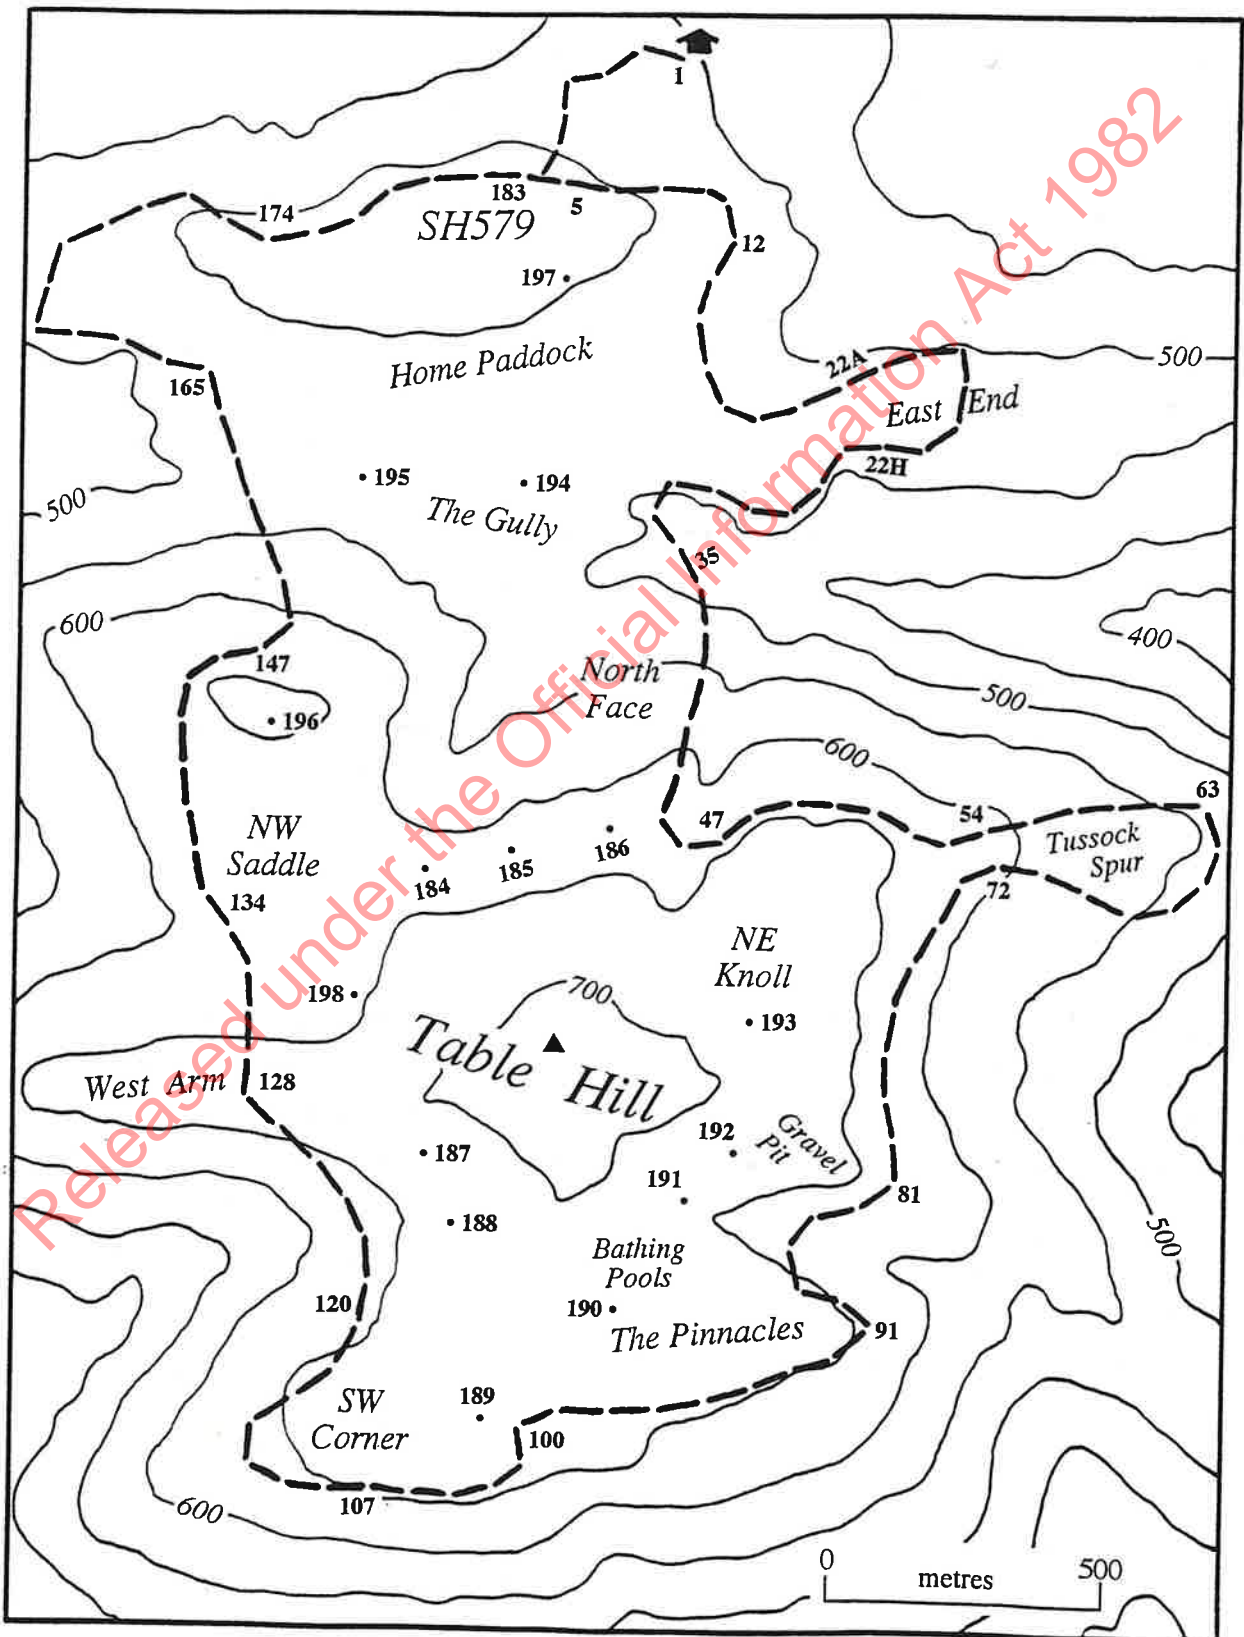 1
183
5
174
SH579
12
197
Home Paddock
22A
500
165
East End
22H
195
194
500
The Gully
35
600
400
147
North
Face
500
196
600
63
47
54
NW
Saddle
186
Tussock
Spur
185
184
72
134
NE
Knoll
198
700
193
Table Hill
West Arm
128
192
Gravel
Pit
187
191
81
188
500
Bathing
Pools
120
190
The Pinnacles
91
189
SW
Corner
100
107
600
0
500
metres
Released under the Official Information Act 1982